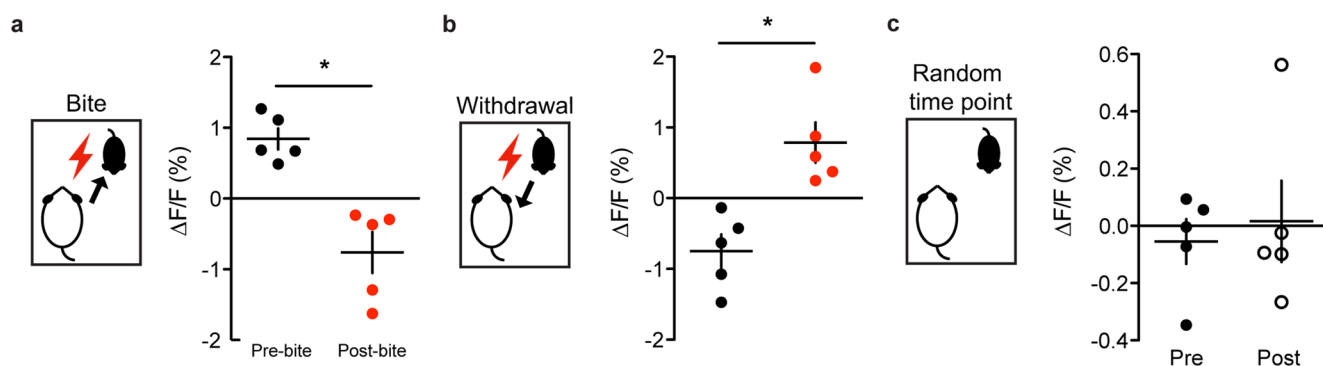 a
Bite
ΔF/F (%)
2
1
0
-1
-2
*
Pre-bite
Post-bite
b
Withdrawal
ΔF/F (%)
2
1
0
-1
-2
*
c
Random
time point
ΔF/F (%)
0.6
0.4
0.2
0.0
-0.2
-0.4
Pre
Post